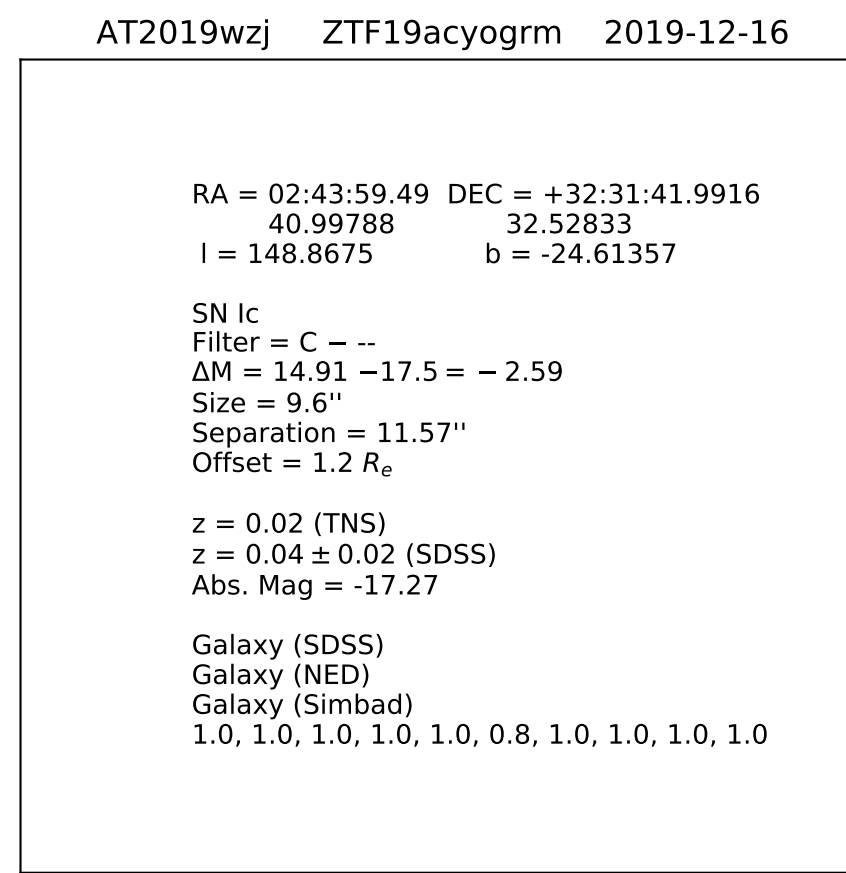 AT2019wzj ZTF19acyogrm 2019-12-16
RA = 02:43:59.49 DEC = +32:31:41.9916
40.99788 32.52833
l = 148.8675 b = -24.61357
SN Ic
Filter = C − --
ΔM = 14.91 −17.5 = − 2.59
Size = 9.6''
Separation = 11.57''
Offset = 1.2 Re
z = 0.02 (TNS)
z = 0.04 ± 0.02 (SDSS)
Abs. Mag = -17.27
Galaxy (SDSS)
Galaxy (NED)
Galaxy (Simbad)
1.0, 1.0, 1.0, 1.0, 1.0, 0.8, 1.0, 1.0, 1.0, 1.0